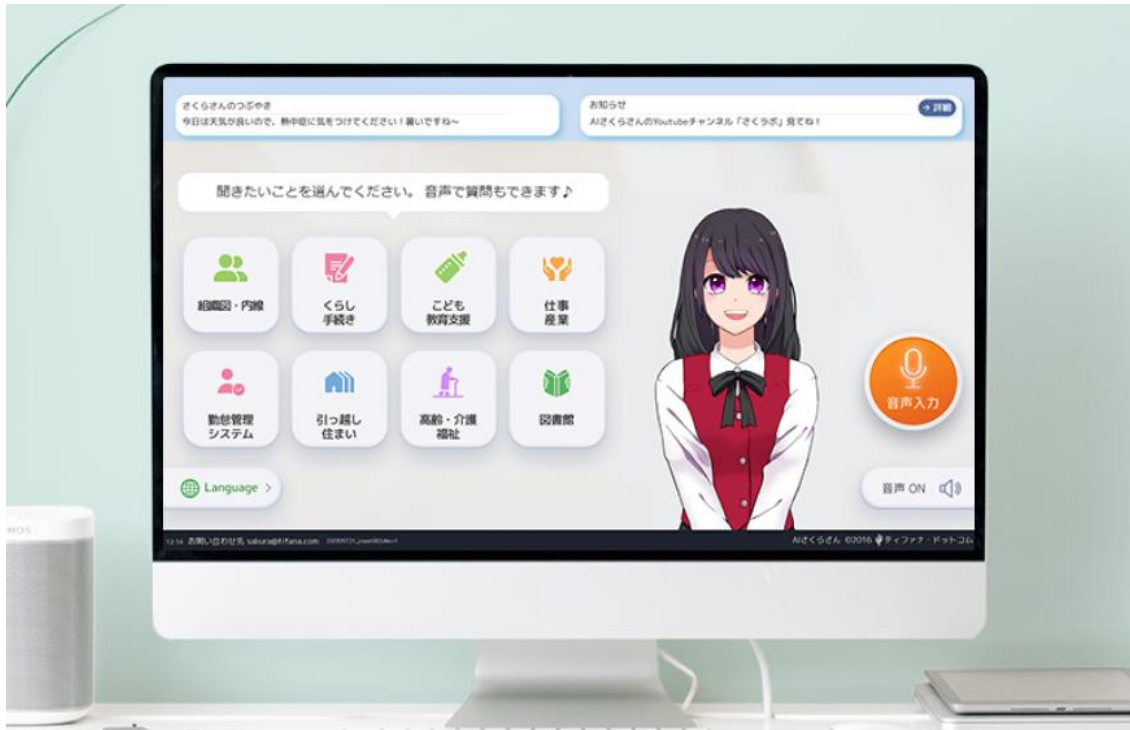 さくらさんのつぶやき
今日は天気が良いので、熱中症に気をつけてください！暑いですね～
お知らせ
→ 詳細
AIさくらさんのYoutubeチャンネル「さくラボ」見てね！
聞きたいことを選んでください。 音声で質問もできます♪
組織図・内線
くらし
手続き
こども
教育支援
仕事
産業
勤怠管理
システム
引っ越し
住まい
高齢・介護
福祉
図書館
音声入力
Language >
音声 ON
お問い合わせ先 sakura@tifana.com
AIさくらさん ©2016 ティファナ・ドットコム